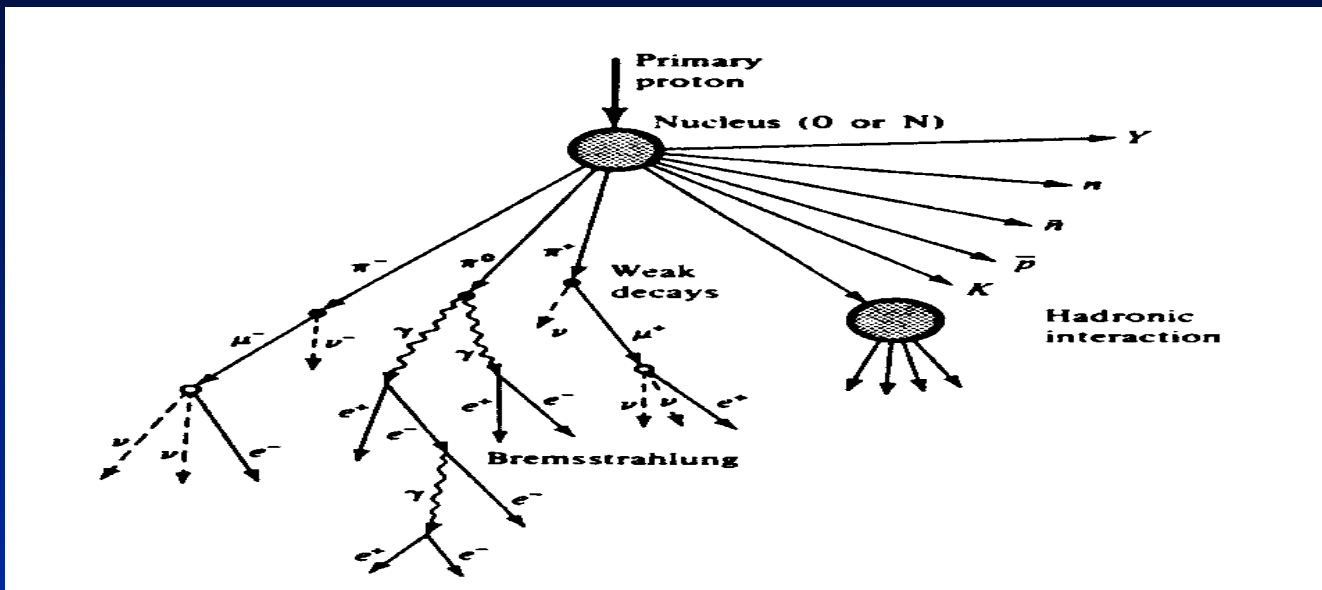 Primary
proton
Nucleus (O or N)
Y
n
n̄
p̄
K
π⁻
π⁰
π⁺
Weak
decays
Hadronic
interaction
μ⁻
ν⁻
γ
γ
ν
μ⁺
e⁺
e⁻
e⁺
e⁻
ν
ν
e⁺
ν
ν
e⁻
Bremsstrahlung
γ
e⁻
e⁺
e⁻